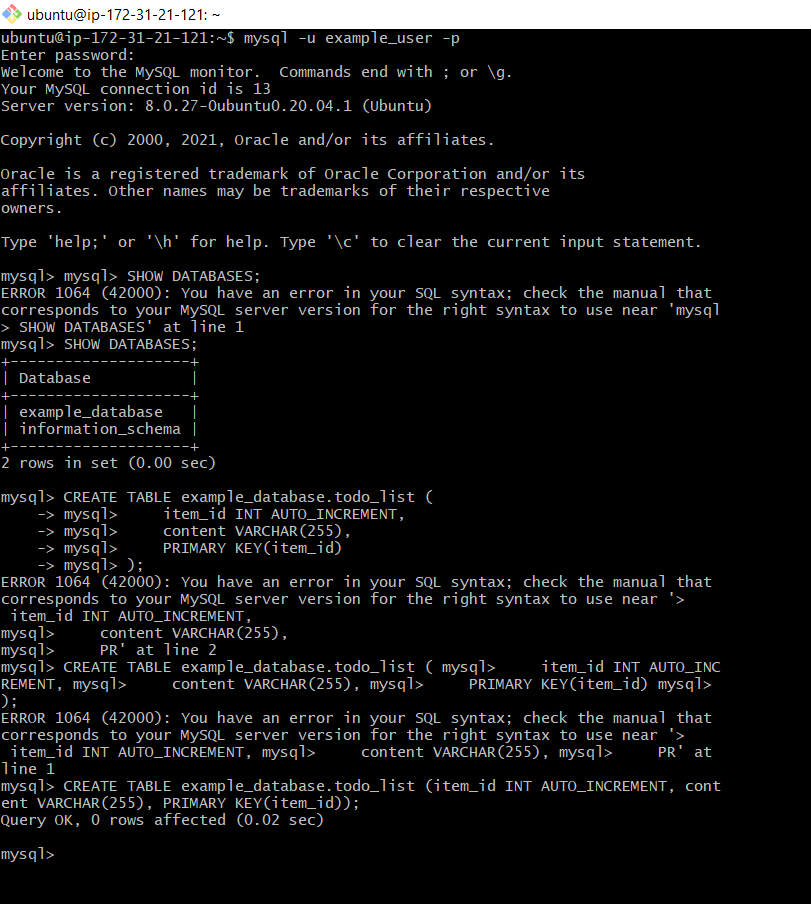 ubuntu@ip-172-31-21-121: ~
ubuntu@ip-172-31-21-121:~$ mysql -u example_user -p
Enter password:
Welcome to the MySQL monitor.  Commands end with ; or \g.
Your MySQL connection id is 13
Server version: 8.0.27-0ubuntu0.20.04.1 (Ubuntu)

Copyright (c) 2000, 2021, Oracle and/or its affiliates.

Oracle is a registered trademark of Oracle Corporation and/or its
affiliates. Other names may be trademarks of their respective
owners.

Type 'help;' or '\h' for help. Type '\c' to clear the current input statement.

mysql> mysql> SHOW DATABASES;
ERROR 1064 (42000): You have an error in your SQL syntax; check the manual that
corresponds to your MySQL server version for the right syntax to use near 'mysql
> SHOW DATABASES' at line 1
mysql> SHOW DATABASES;
+--------------------+
| Database           |
+--------------------+
| example_database   |
| information_schema |
+--------------------+
2 rows in set (0.00 sec)

mysql> CREATE TABLE example_database.todo_list (
    -> mysql>     item_id INT AUTO_INCREMENT,
    -> mysql>     content VARCHAR(255),
    -> mysql>     PRIMARY KEY(item_id)
    -> mysql> );
ERROR 1064 (42000): You have an error in your SQL syntax; check the manual that
corresponds to your MySQL server version for the right syntax to use near '>
 item_id INT AUTO_INCREMENT,
mysql>     content VARCHAR(255),
mysql>     PR' at line 2
mysql> CREATE TABLE example_database.todo_list ( mysql>     item_id INT AUTO_INC
REMENT, mysql>     content VARCHAR(255), mysql>     PRIMARY KEY(item_id) mysql>
);
ERROR 1064 (42000): You have an error in your SQL syntax; check the manual that
corresponds to your MySQL server version for the right syntax to use near '>
 item_id INT AUTO_INCREMENT, mysql>     content VARCHAR(255), mysql>     PR' at
line 1
mysql> CREATE TABLE example_database.todo_list (item_id INT AUTO_INCREMENT, cont
ent VARCHAR(255), PRIMARY KEY(item_id));
Query OK, 0 rows affected (0.02 sec)

mysql>